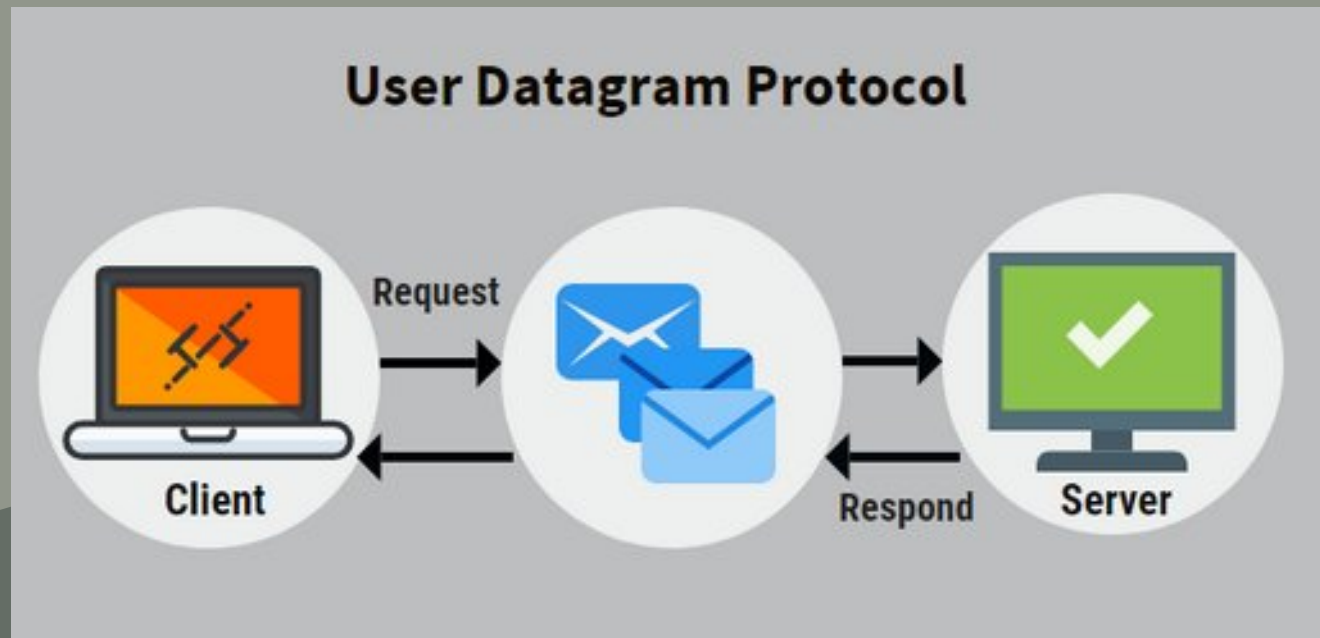 User Datagram Protocol
Request
Client
Respond
Server